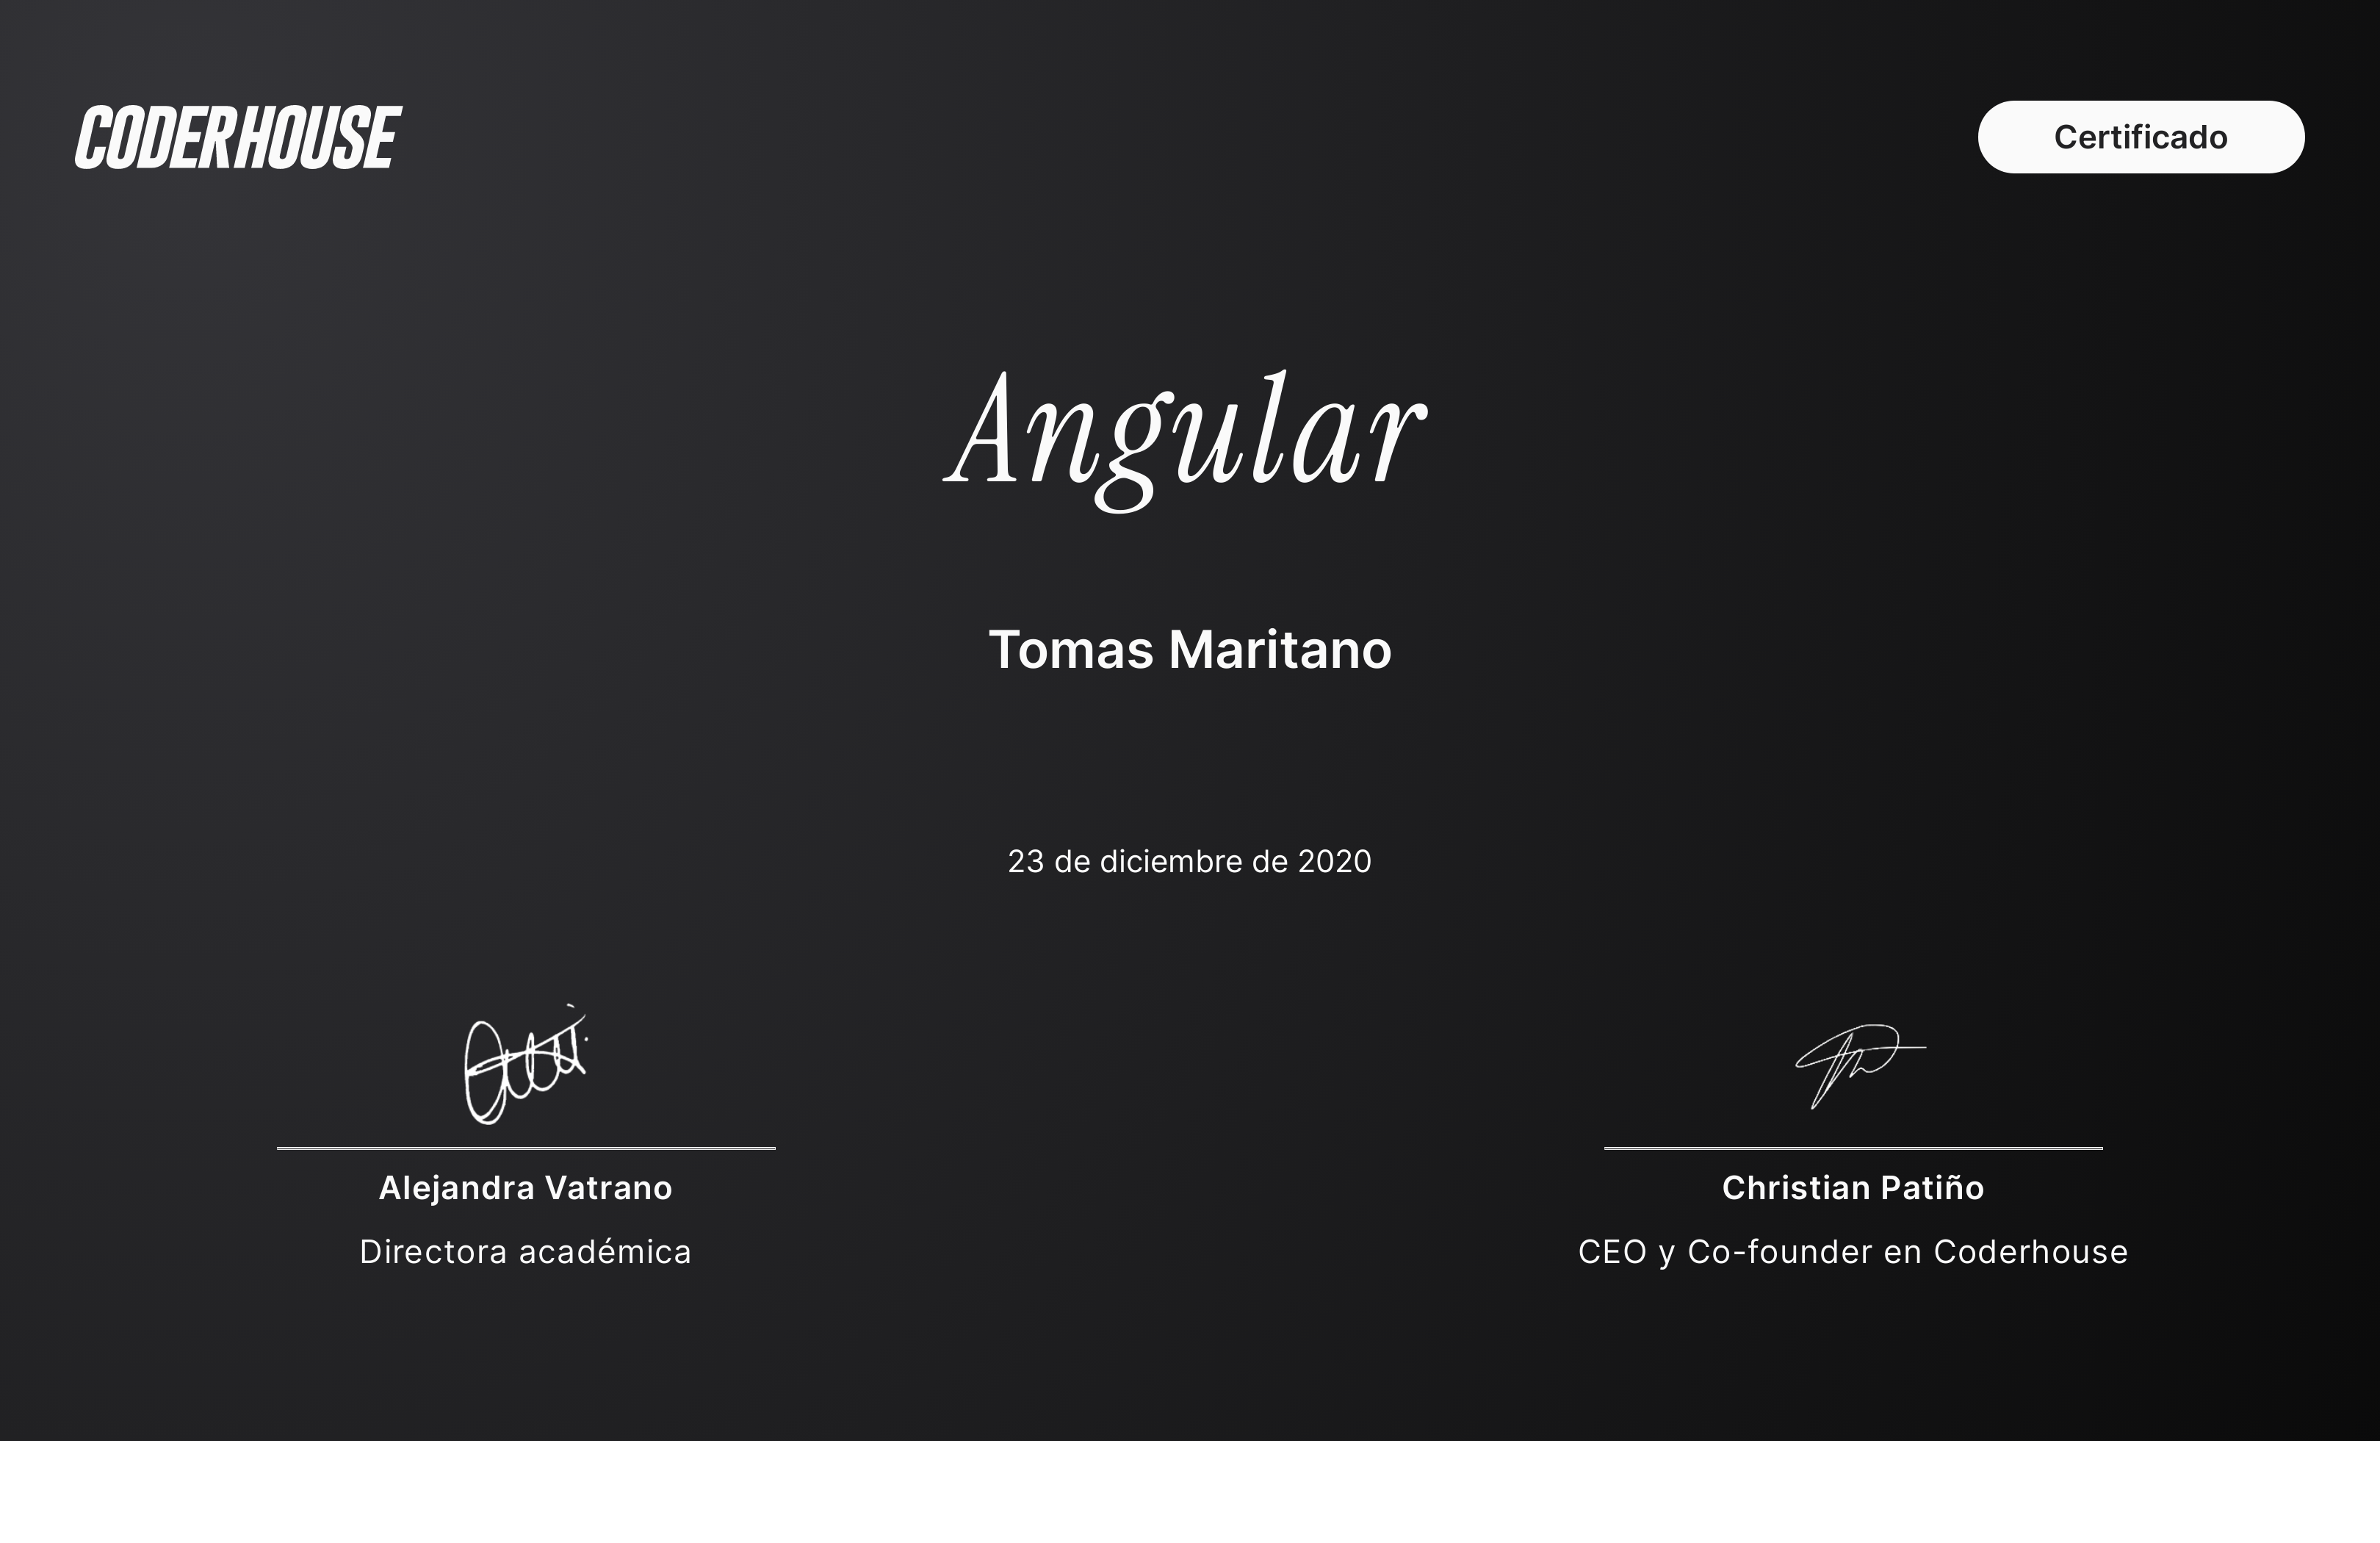 CODERHOUSE
Certificado
Angular
Tomas Maritano
23 de diciembre de 2020
Alejandra Vatrano
Directora académica
Christian Patiño
CEO y Co-founder en Coderhouse